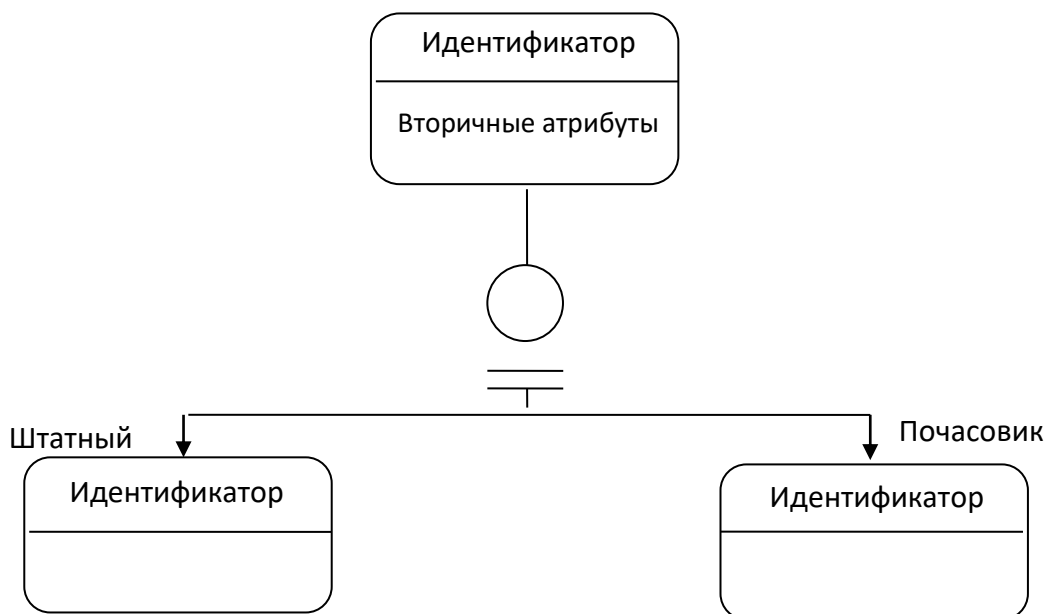 Идентификатор
Вторичные атрибуты
Штатный
Почасовик
Идентификатор
Идентификатор